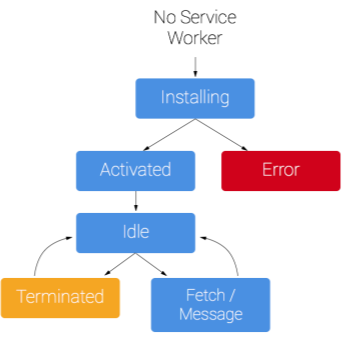 No Service
Worker
Installing
Activated
Error
Idle
Terminated
Fetch /
Message